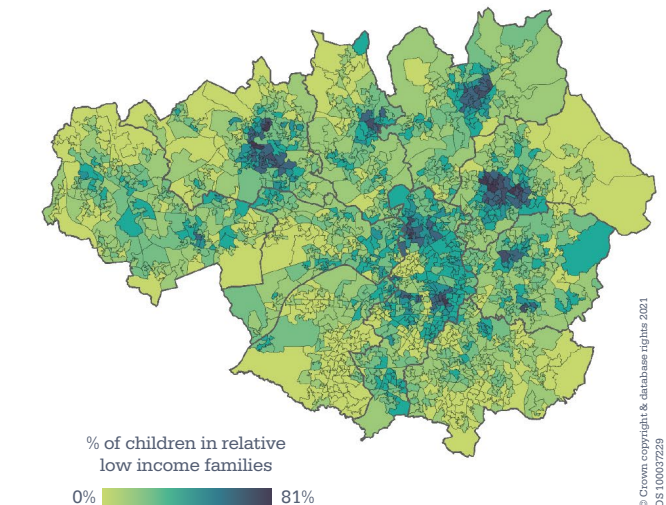 % of children in relative
low income families
0% 81%
© Crown copyright & database rights 2021
OS 100037229